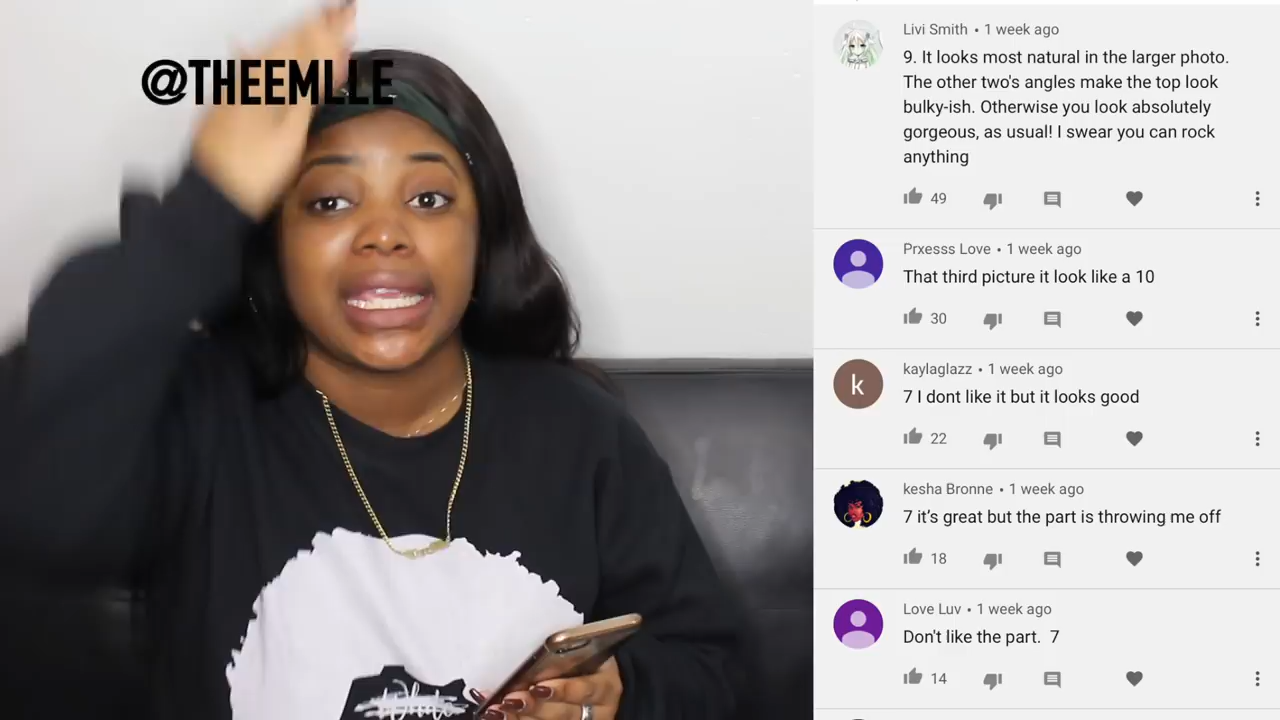 @THEEMLLE
Livi Smith • 1 week ago
9. It looks most natural in the larger photo.
The other two's angles make the top look
bulky-ish. Otherwise you look absolutely
gorgeous, as usual! I swear you can rock
anything
49
Prxesss Love • 1 week ago
That third picture it look like a 10
30
k
kaylaglazz • 1 week ago
7 I dont like it but it looks good
22
kesha Bronne • 1 week ago
7 it’s great but the part is throwing me off
18
Love Luv • 1 week ago
Don't like the part.  7
14